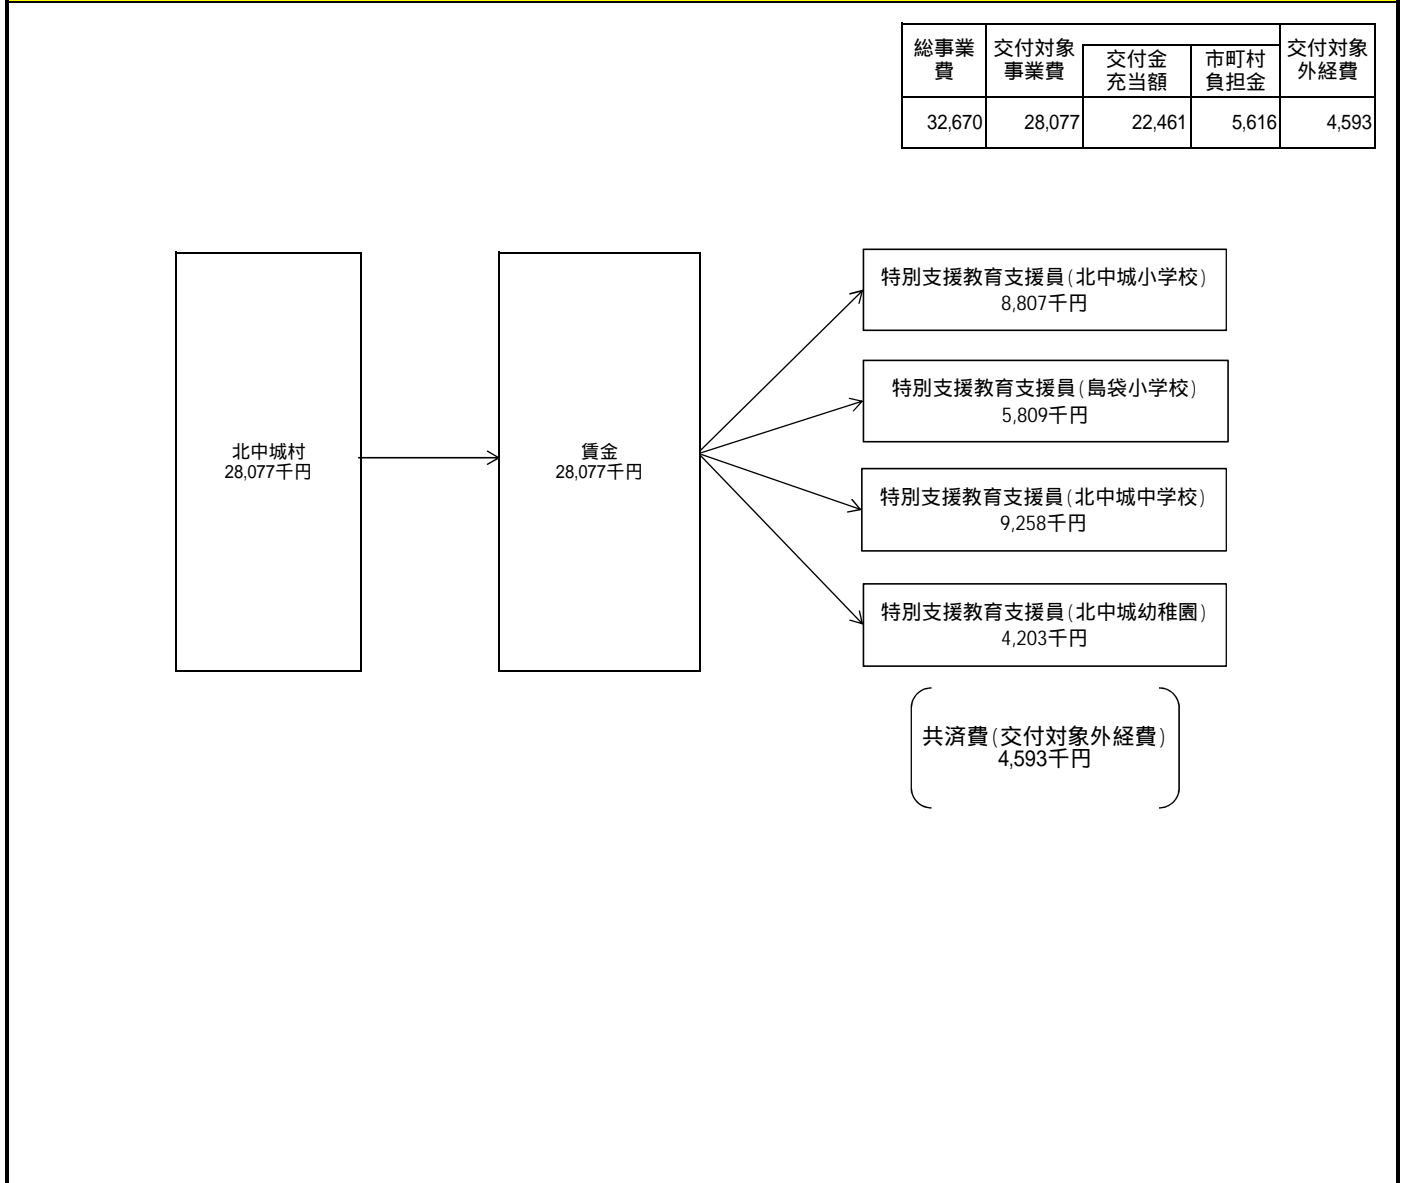 総事業
費
交付対象
事業費
交付金
充当額
市町村
負担金
交付対象
外経費
32,670
28,077
22,461
5,616
4,593
北中城村
28,077千円
賃金
28,077千円
特別支援教育支援員(北中城小学校)
8,807千円
特別支援教育支援員(島袋小学校)
5,809千円
特別支援教育支援員(北中城中学校)
9,258千円
特別支援教育支援員(北中城幼稚園)
4,203千円
共済費(交付対象外経費)
4,593千円